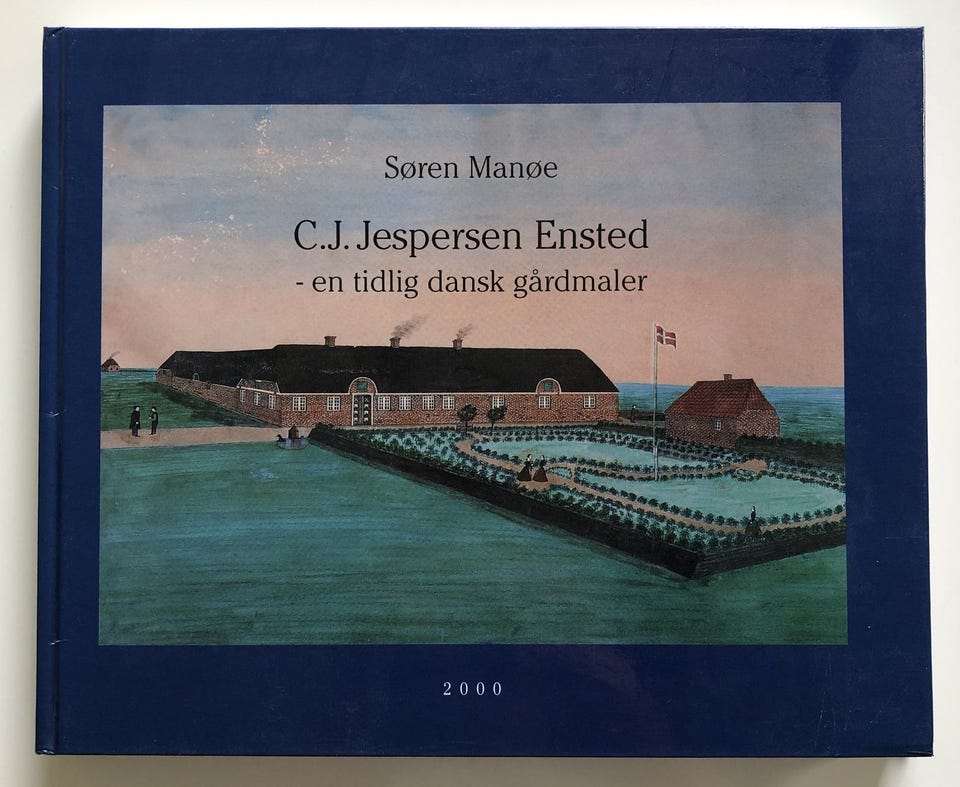 Søren Manøe
C.J. Jespersen Ensted
- en tidlig dansk gårdmaler
2000